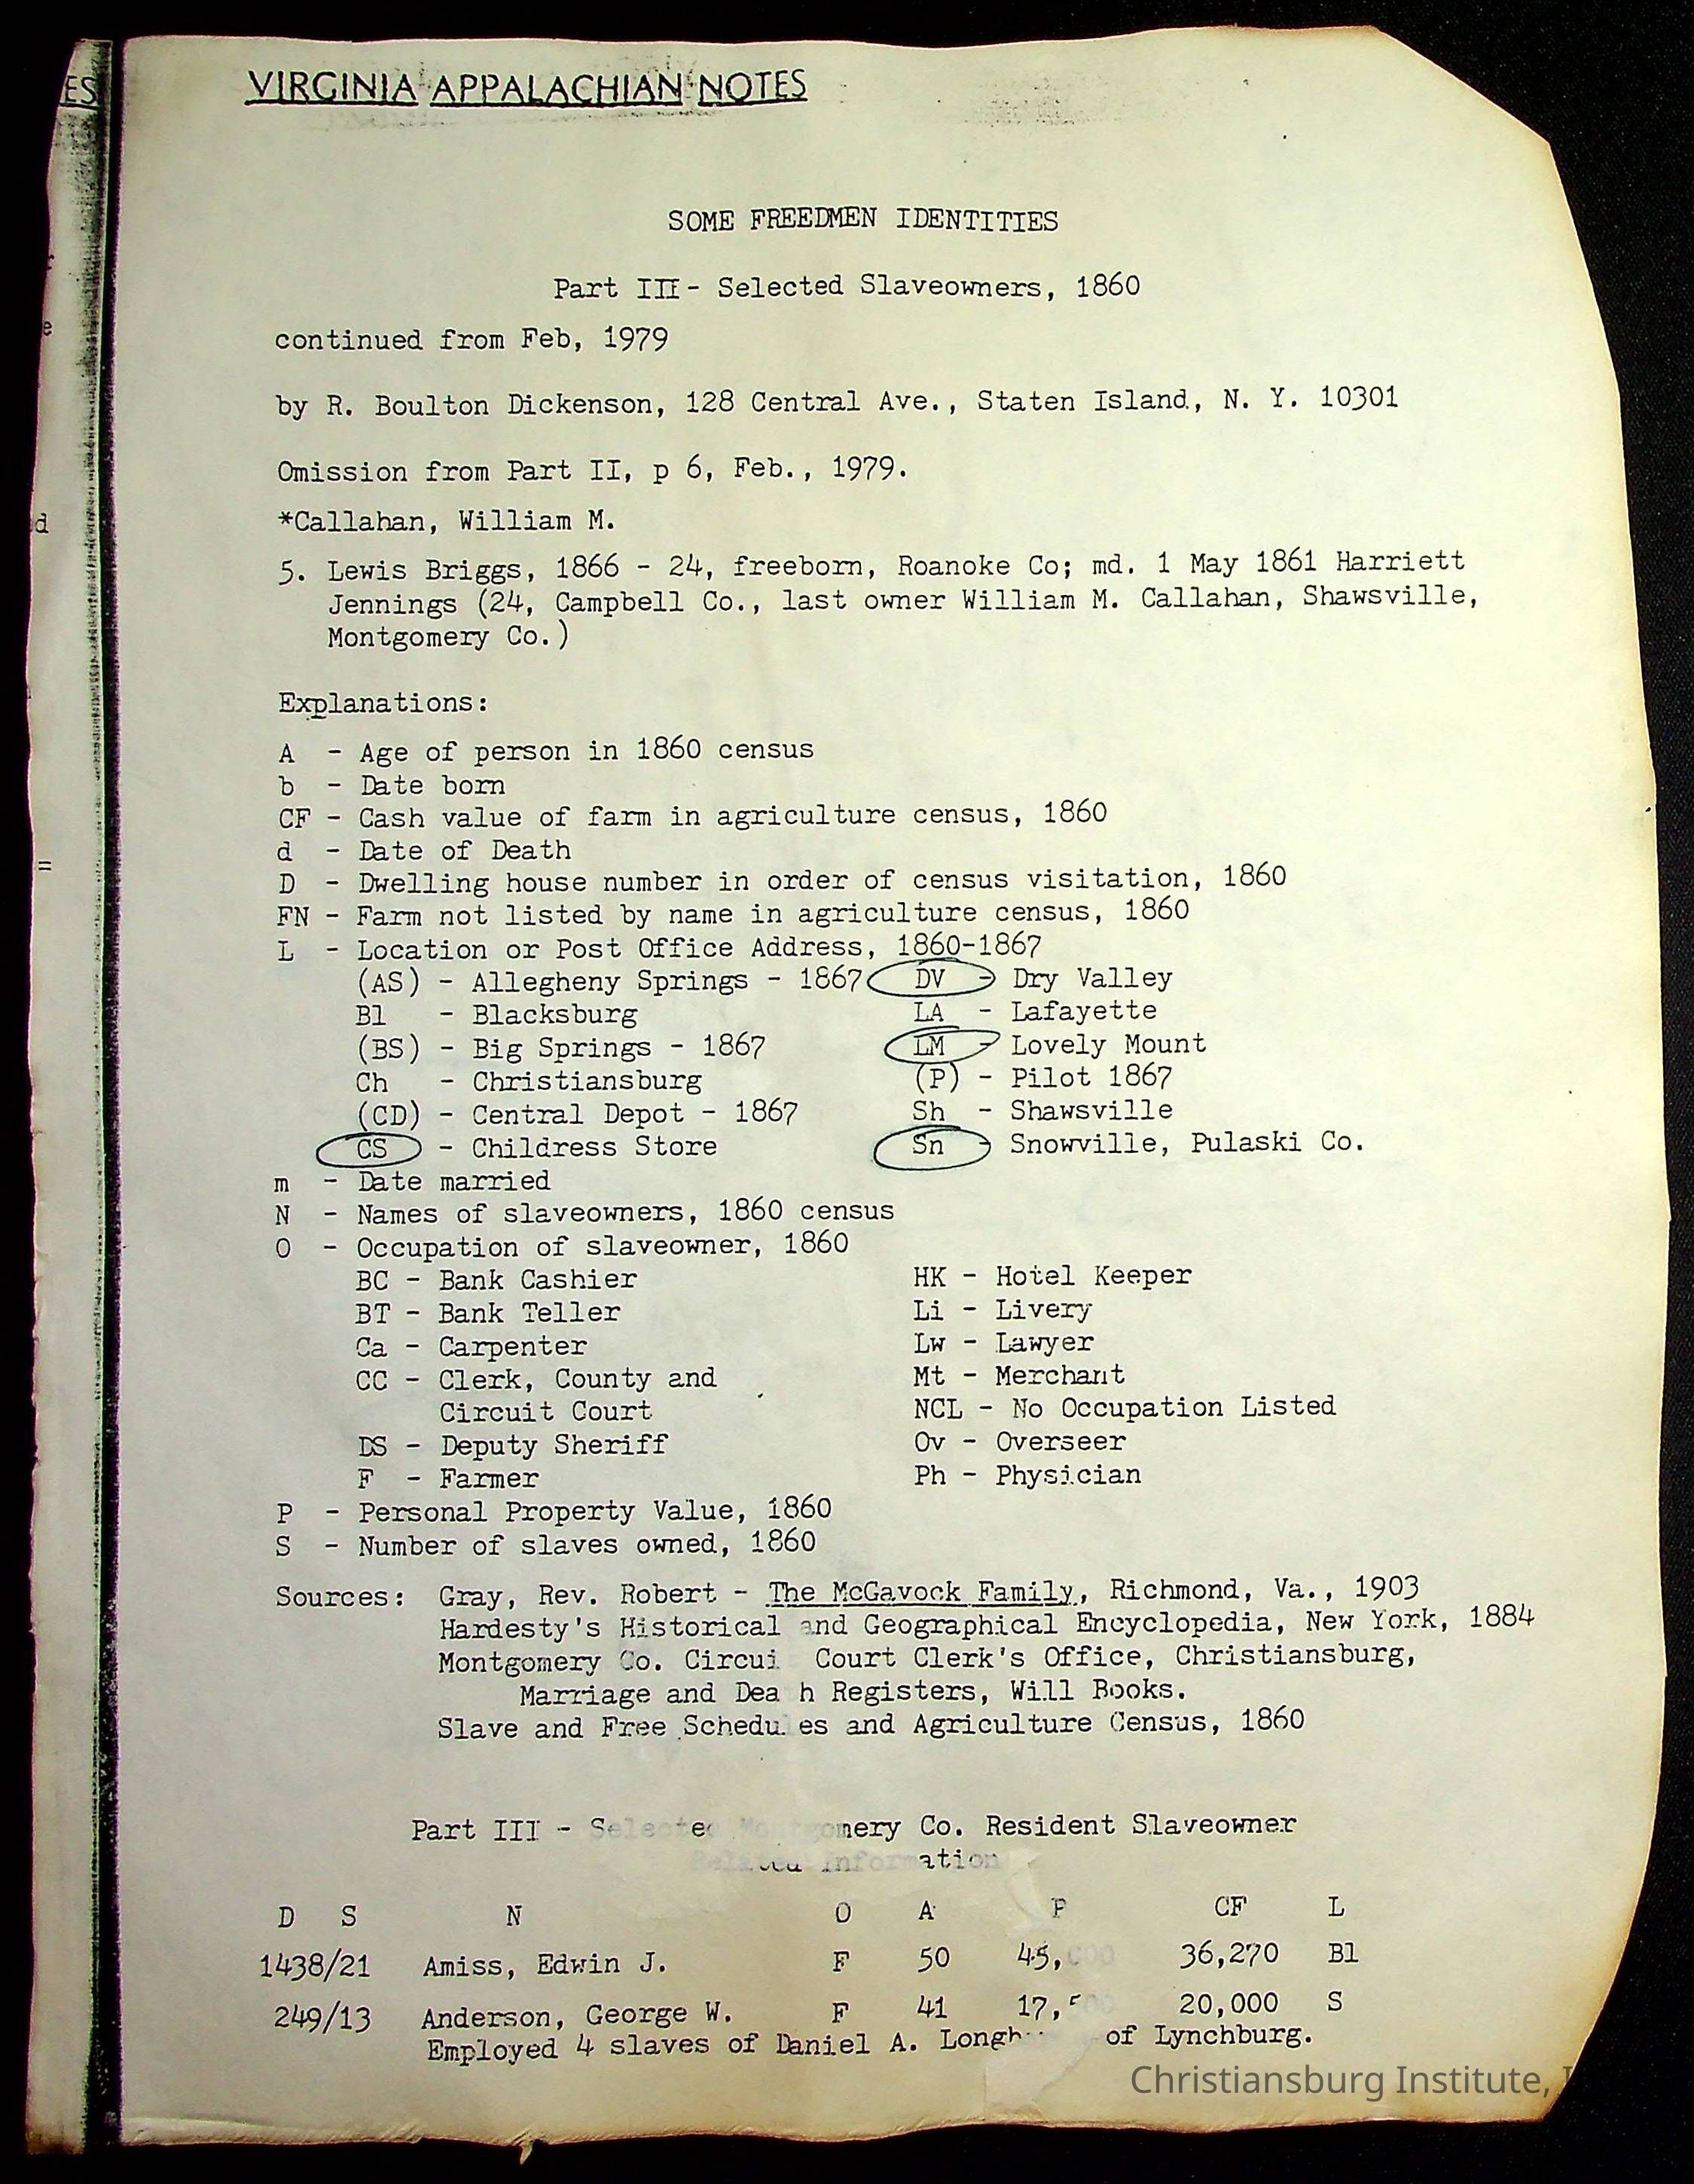 VIRGINIA APPALACHIAN NOTES
SOME FREEDMEN IDENTITIES
Part III - Selected Slaveowners, 1860
continued from Feb, 1979
by R. Boulton Dickenson, 128 Central Ave., Staten Island, N. Y. 10301
Omission from Part II, p 6, Feb., 1979.
*Callahan, William M.
5. Lewis Briggs, 1866 - 24, freeborn, Roanoke Co; md. 1 May 1861 Harriett
Jennings (24, Campbell Co., last owner William M. Callahan, Shawsville,
Montgomery Co.)
Explanations:
A - Age of person in 1860 census
b - Date born
CF - Cash value of farm in agriculture census, 1860
d - Date of Death
D - Dwelling house number in order of census visitation, 1860
FN - Farm not listed by name in agriculture census, 1860
L - Location or Post Office Address, 1860-1867
(AS) - Allegheny Springs - 1867 DV - Dry Valley
Bl - Blacksburg LA - Lafayette
(BS) - Big Springs - 1867 LM - Lovely Mount
Ch - Christiansburg (P) - Pilot 1867
(CD) - Central Depot - 1867 Sh - Shawsville
CS - Childress Store Sn - Snowville, Pulaski Co.
m - Date married
N - Names of slaveowners, 1860 census
O - Occupation of slaveowner, 1860
BC - Bank Cashier HK - Hotel Keeper
BT - Bank Teller Li - Livery
Ca - Carpenter Lw - Lawyer
CC - Clerk, County and Mt - Merchant
Circuit Court NCL - No Occupation Listed
DS - Deputy Sheriff Ov - Overseer
F - Farmer Ph - Physician
P - Personal Property Value, 1860
S - Number of slaves owned, 1860
Sources: Gray, Rev. Robert - The McGavock Family, Richmond, Va., 1903
Hardesty's Historical and Geographical Encyclopedia, New York, 1884
Montgomery Co. Circui Court Clerk's Office, Christiansburg,
Marriage and Dea h Registers, Will Books.
Slave and Free Schedules and Agriculture Census, 1860
Part III - Selected Montgomery Co. Resident Slaveowner
Related Information
D S N O A P CF L
1438/21 Amiss, Edwin J. F 50 45,000 36,270 Bl
249/13 Anderson, George W. F 41 17,500 20,000 S
Employed 4 slaves of Daniel A. of Lynchburg.
Christiansburg Institute,